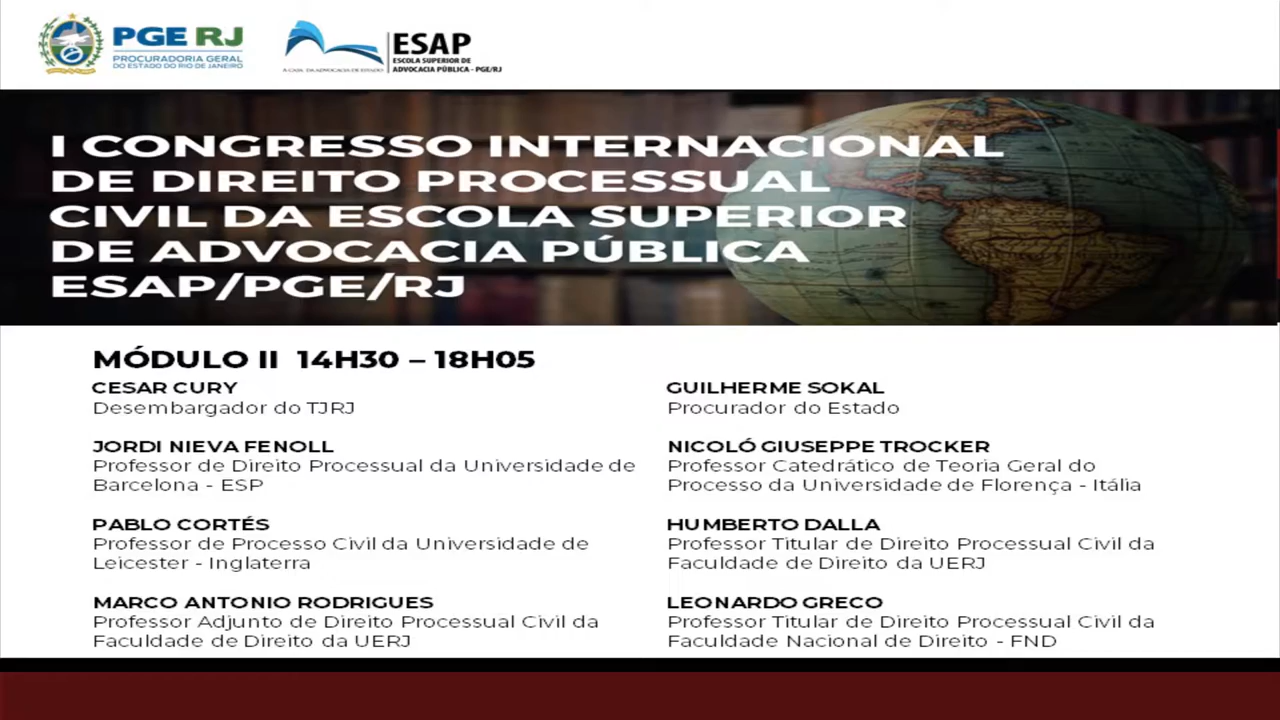 PGE RJ
PROCURADORIA GERAL
DO ESTADO DO RIO DE JANEIRO
A CASA DA ADVOCACIA DE ESTADO
ESAP
ESCOLA SUPERIOR DE
ADVOCACIA PÚBLICA - PGE/RJ
I CONGRESSO INTERNACIONAL
DE DIREITO PROCESSUAL
CIVIL DA ESCOLA SUPERIOR
DE ADVOCACIA PÚBLICA
ESAP/PGE/RJ
MÓDULO II 14H30 – 18H05
CESAR CURY
Desembargador do TJRJ
JORDI NIEVA FENOLL
Professor de Direito Processual da Universidade de
Barcelona - ESP
PABLO CORTÉS
Professor de Processo Civil da Universidade de
Leicester - Inglaterra
MARCO ANTONIO RODRIGUES
Professor Adjunto de Direito Processual Civil da
Faculdade de Direito da UERJ
GUILHERME SOKAL
Procurador do Estado
NICOLÓ GIUSEPPE TROCKER
Professor Catedrático de Teoria Geral do
Processo da Universidade de Florença - Itália
HUMBERTO DALLA
Professor Titular de Direito Processual Civil da
Faculdade de Direito da UERJ
LEONARDO GRECO
Professor Titular de Direito Processual Civil da
Faculdade Nacional de Direito - FND